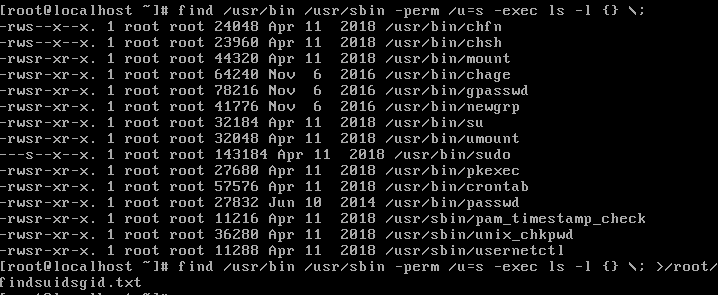 [root@localhost ~]# find /usr/bin /usr/sbin -perm /u=s -exec ls -l {} \;
-rws--x--x. 1 root root 24048 Apr 11  2018 /usr/bin/chfn
-rws--x--x. 1 root root 23960 Apr 11  2018 /usr/bin/chsh
-rwsr-xr-x. 1 root root 44320 Apr 11  2018 /usr/bin/mount
-rwsr-xr-x. 1 root root 64240 Nov  6  2016 /usr/bin/chage
-rwsr-xr-x. 1 root root 78216 Nov  6  2016 /usr/bin/gpasswd
-rwsr-xr-x. 1 root root 41776 Nov  6  2016 /usr/bin/newgrp
-rwsr-xr-x. 1 root root 32184 Apr 11  2018 /usr/bin/su
-rwsr-xr-x. 1 root root 32048 Apr 11  2018 /usr/bin/umount
---s--x--x. 1 root root 143184 Apr 11  2018 /usr/bin/sudo
-rwsr-xr-x. 1 root root 27680 Apr 11  2018 /usr/bin/pkexec
-rwsr-xr-x. 1 root root 57576 Apr 11  2018 /usr/bin/crontab
-rwsr-xr-x. 1 root root 27832 Jun 10  2014 /usr/bin/passwd
-rwsr-xr-x. 1 root root 11216 Apr 11  2018 /usr/sbin/pam_timestamp_check
-rwsr-xr-x. 1 root root 36280 Apr 11  2018 /usr/sbin/unix_chkpwd
-rwsr-xr-x. 1 root root 11288 Apr 11  2018 /usr/sbin/usernetctl
[root@localhost ~]# find /usr/bin /usr/sbin -perm /u=s -exec ls -l {} \; >/root/
findsuidsgid.txt